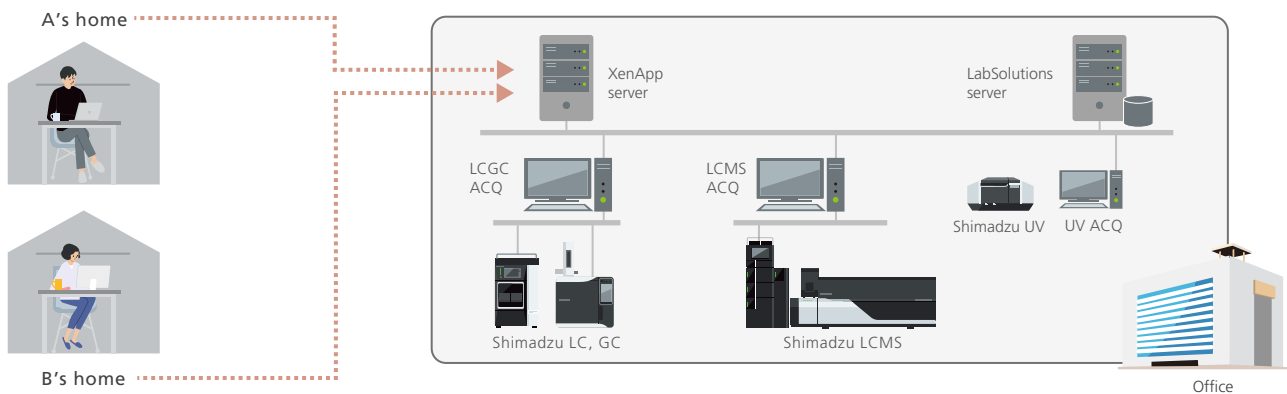 A's home
XenApp
server
LabSolutions
server
LCGC
ACQ
LCMS
ACQ
Shimadzu UV
UV ACQ
Shimadzu LC, GC
Shimadzu LCMS
B's home
Office